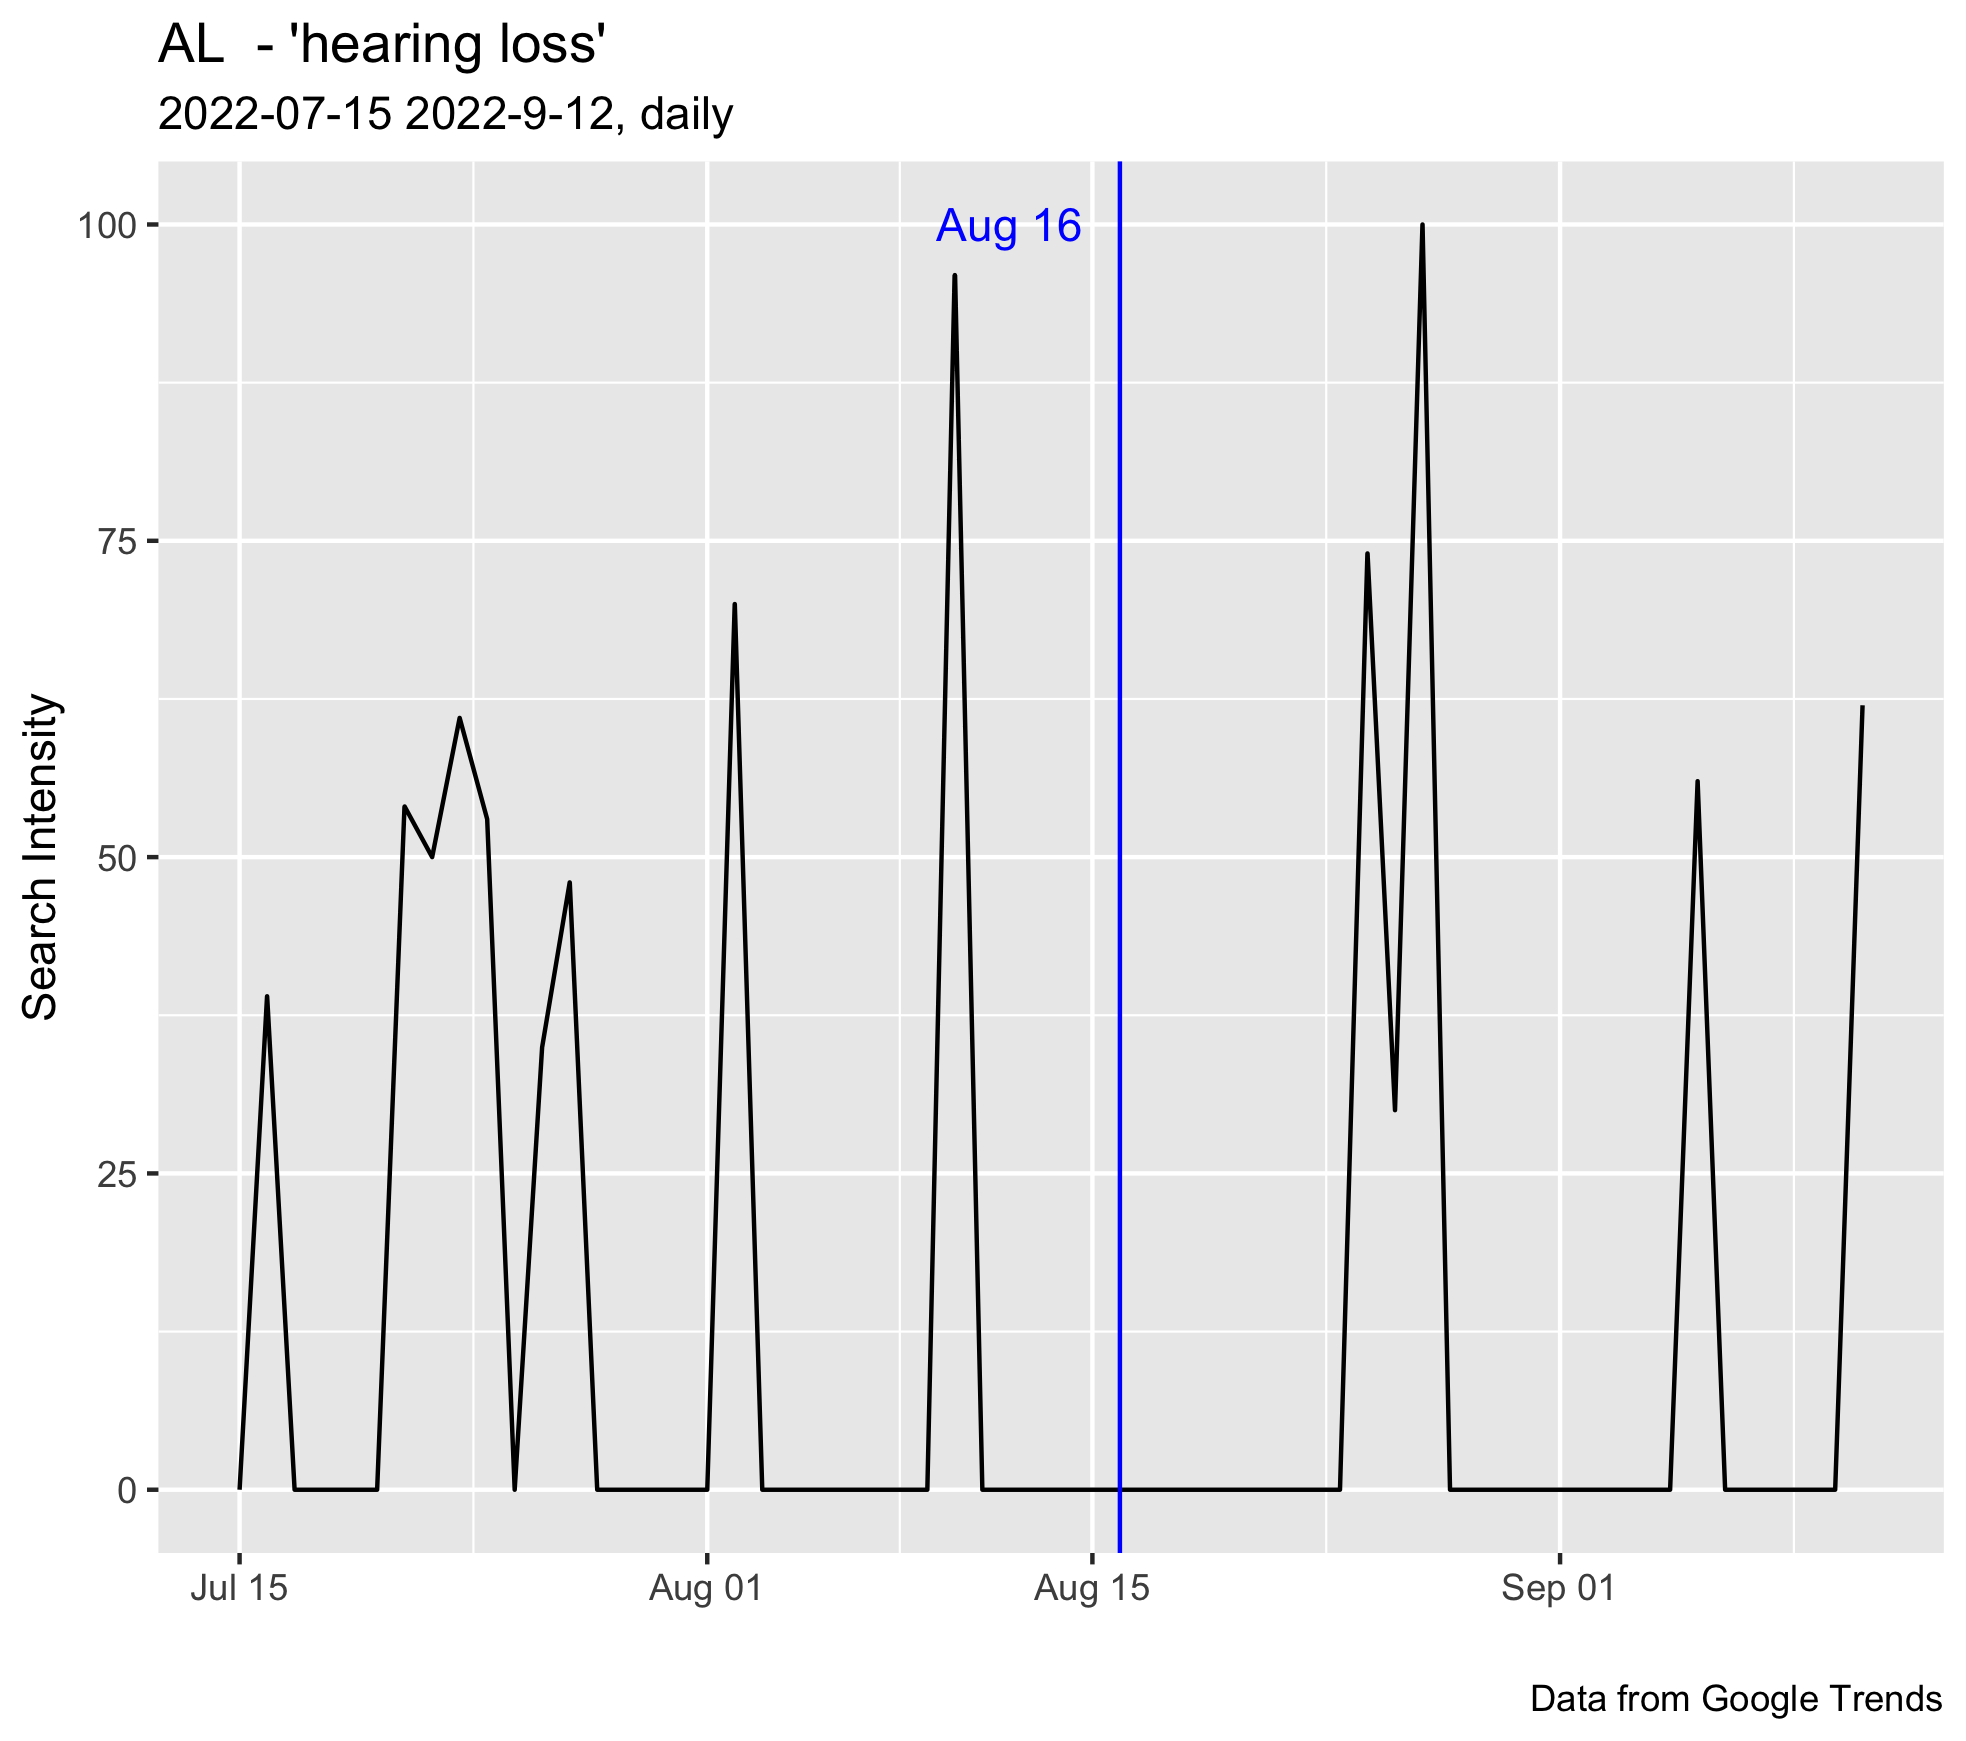 AL  - 'hearing loss'
2022-07-15 2022-9-12, daily
Aug 16
100
75
50
25
0
Search Intensity
Jul 15
Aug 01
Aug 15
Sep 01
Data from Google Trends